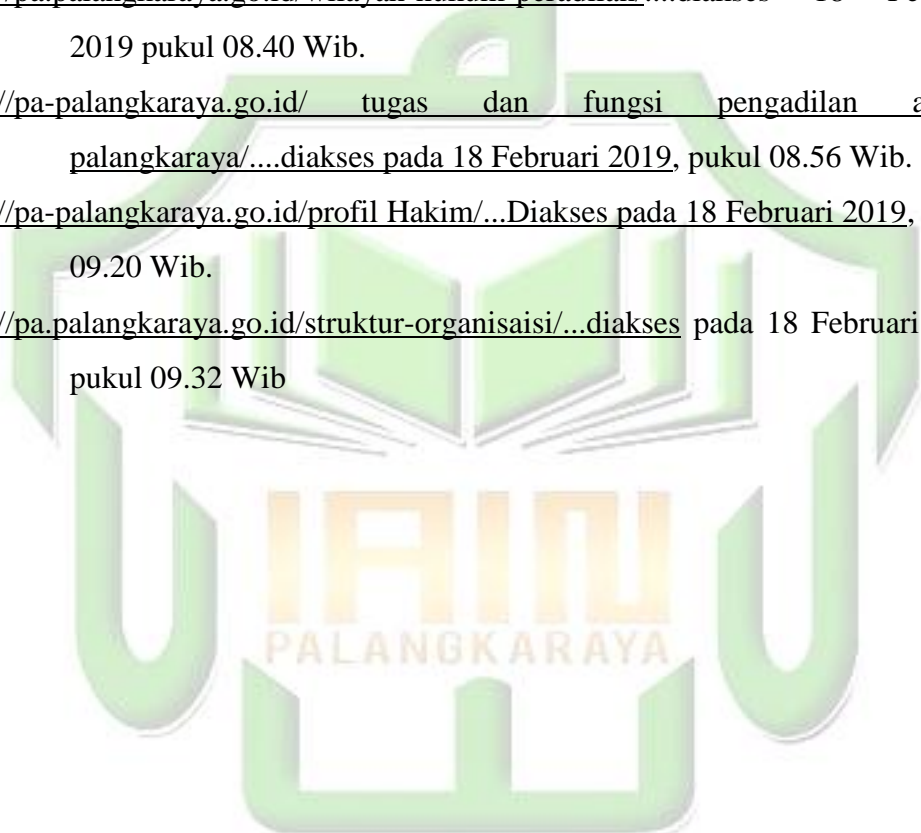 2019 pukul 08.40 Wib.
//pa-palangkaraya.go.id/ tugas dan fungsi pengadilan
palangkaraya/....diakses pada 18 Februari 2019, pukul 08.56 Wib.
//pa-palangkaraya.go.id/profil Hakim/...Diakses pada 18 Februari 2019,
09.20 Wib.
//pa.palangkaraya.go.id/struktur-organisaisi/...diakses pada 18 Februari
pukul 09.32 Wib
IAIN
PALANGKARAYA